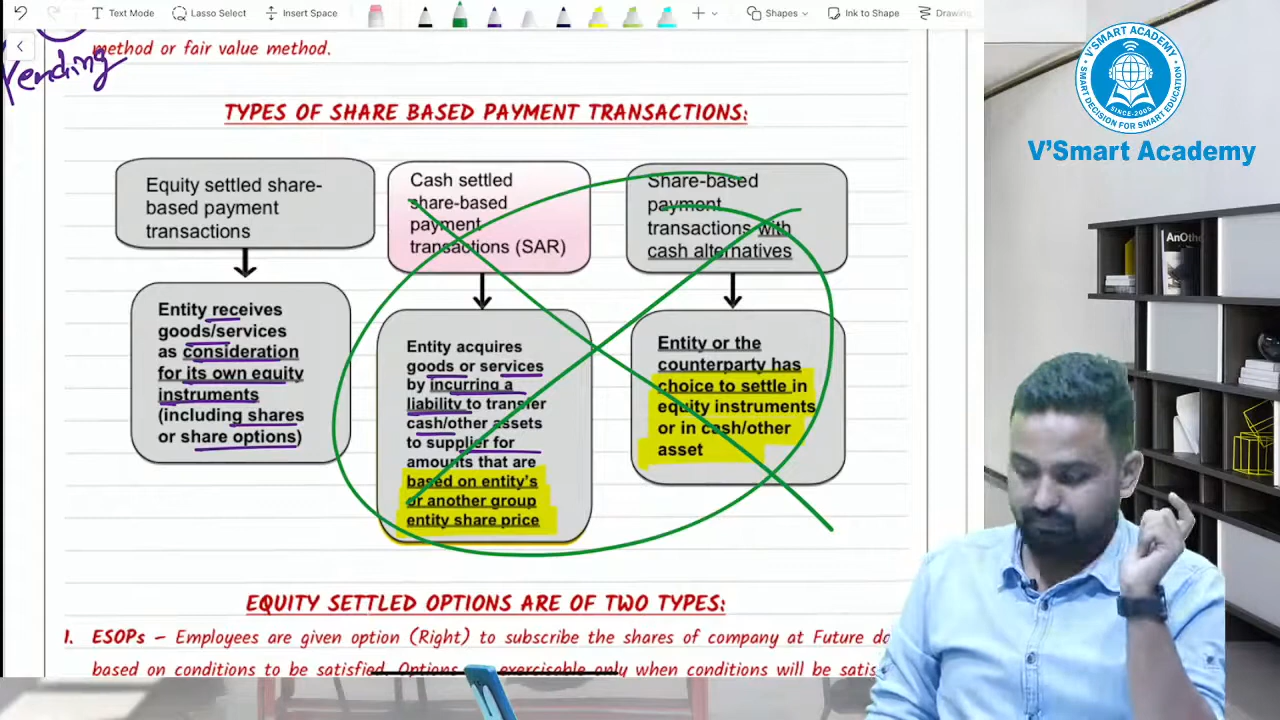 Text Mode
Lasso Select
Insert Space
Shapes
Ink to Shape
Drawing
method or fair value method.
Pending
TYPES OF SHARE BASED PAYMENT TRANSACTIONS:
Equity settled share-
based payment
transactions
Cash settled
share-based
payment
transactions (SAR)
Share-based
payment
transactions with
cash alternatives
Entity receives
goods/services
as consideration
for its own equity
instruments
(including shares
or share options)
Entity acquires
goods or services
by incurring a
liability to transfer
cash/other assets
to supplier for
amounts that are
based on entity's
or another group
entity share price
Entity or the
counterparty has
choice to settle in
equity instruments
or in cash/other
asset
EQUITY SETTLED OPTIONS ARE OF TWO TYPES:
1. ESOPs – Employees are given option (Right) to subscribe the shares of company at Future da
based on conditions to be satisfied. Options exercisable only when conditions will be satis
V'SMART ACADEMY
SMART DECISION FOR SMART EDUCATION
SINCE-2005
V'Smart Academy
AnOthe